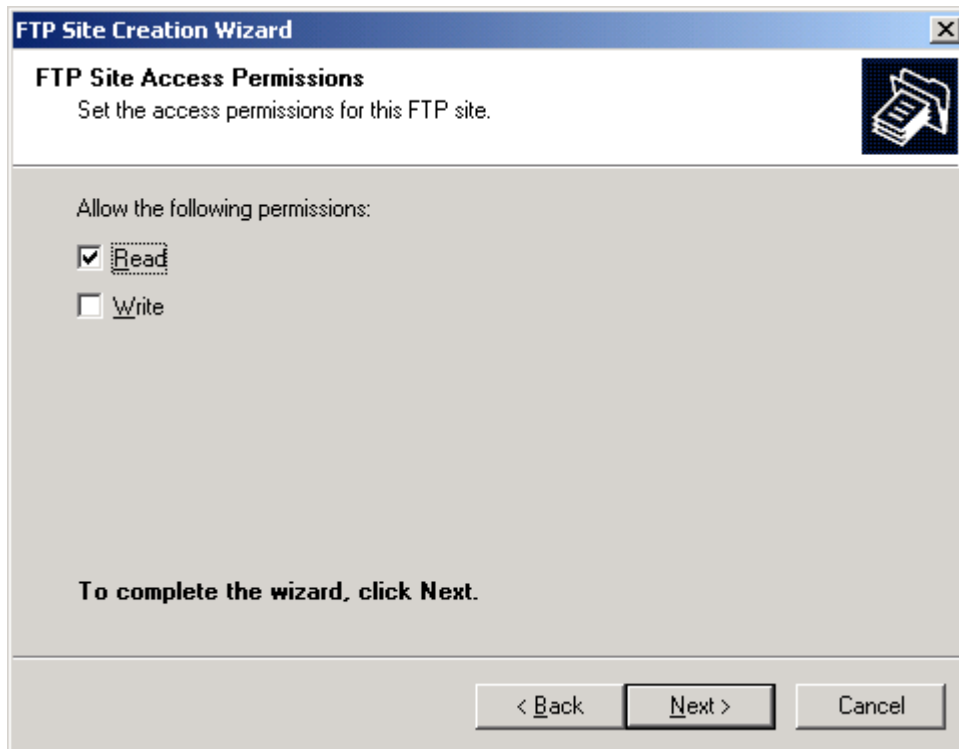 FTP Site Creation Wizard
FTP Site Access Permissions
Set the access permissions for this FTP site.
Allow the following permissions:
Read
Write
To complete the wizard, click Next.
< Back Next > Cancel